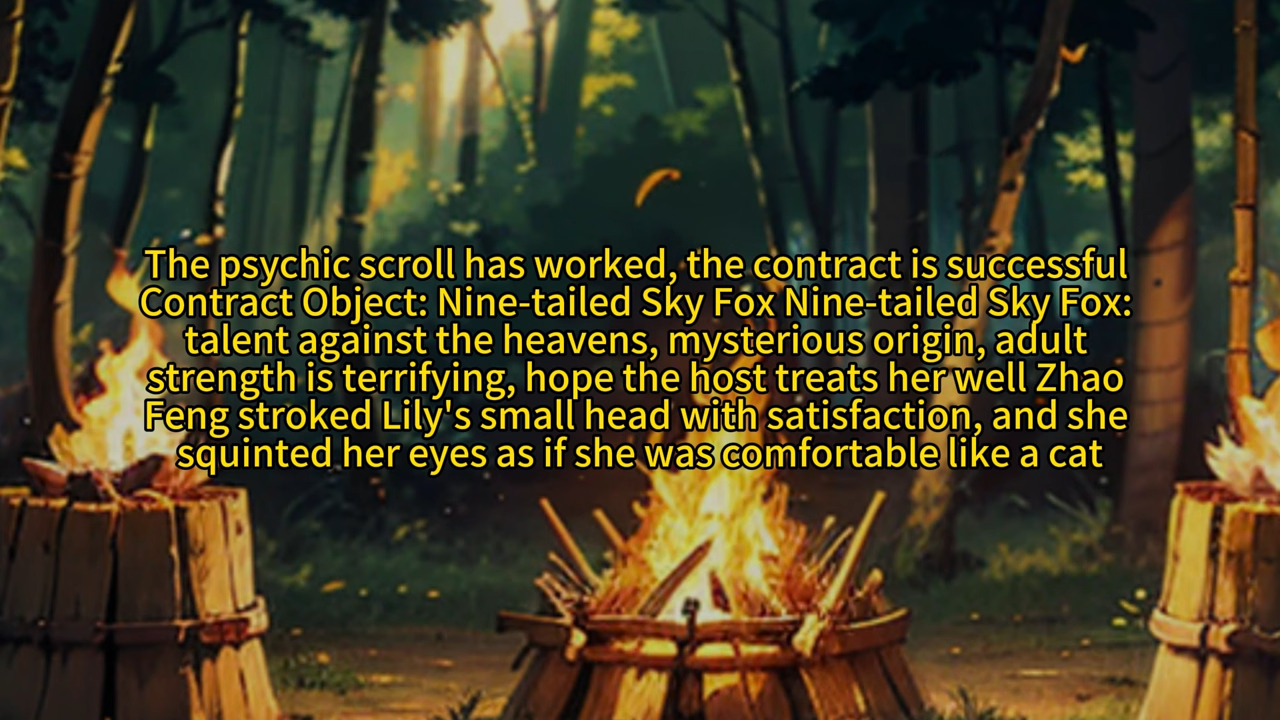 The psychic scroll has worked, the contract is successful
Contract Object: Nine-tailed Sky Fox Nine-tailed Sky Fox:
talent against the heavens, mysterious origin, adult
strength is terrifying, hope the host treats her well Zhao
Feng stroked Lily's small head with satisfaction, and she
squinted her eyes as if she was comfortable like a cat